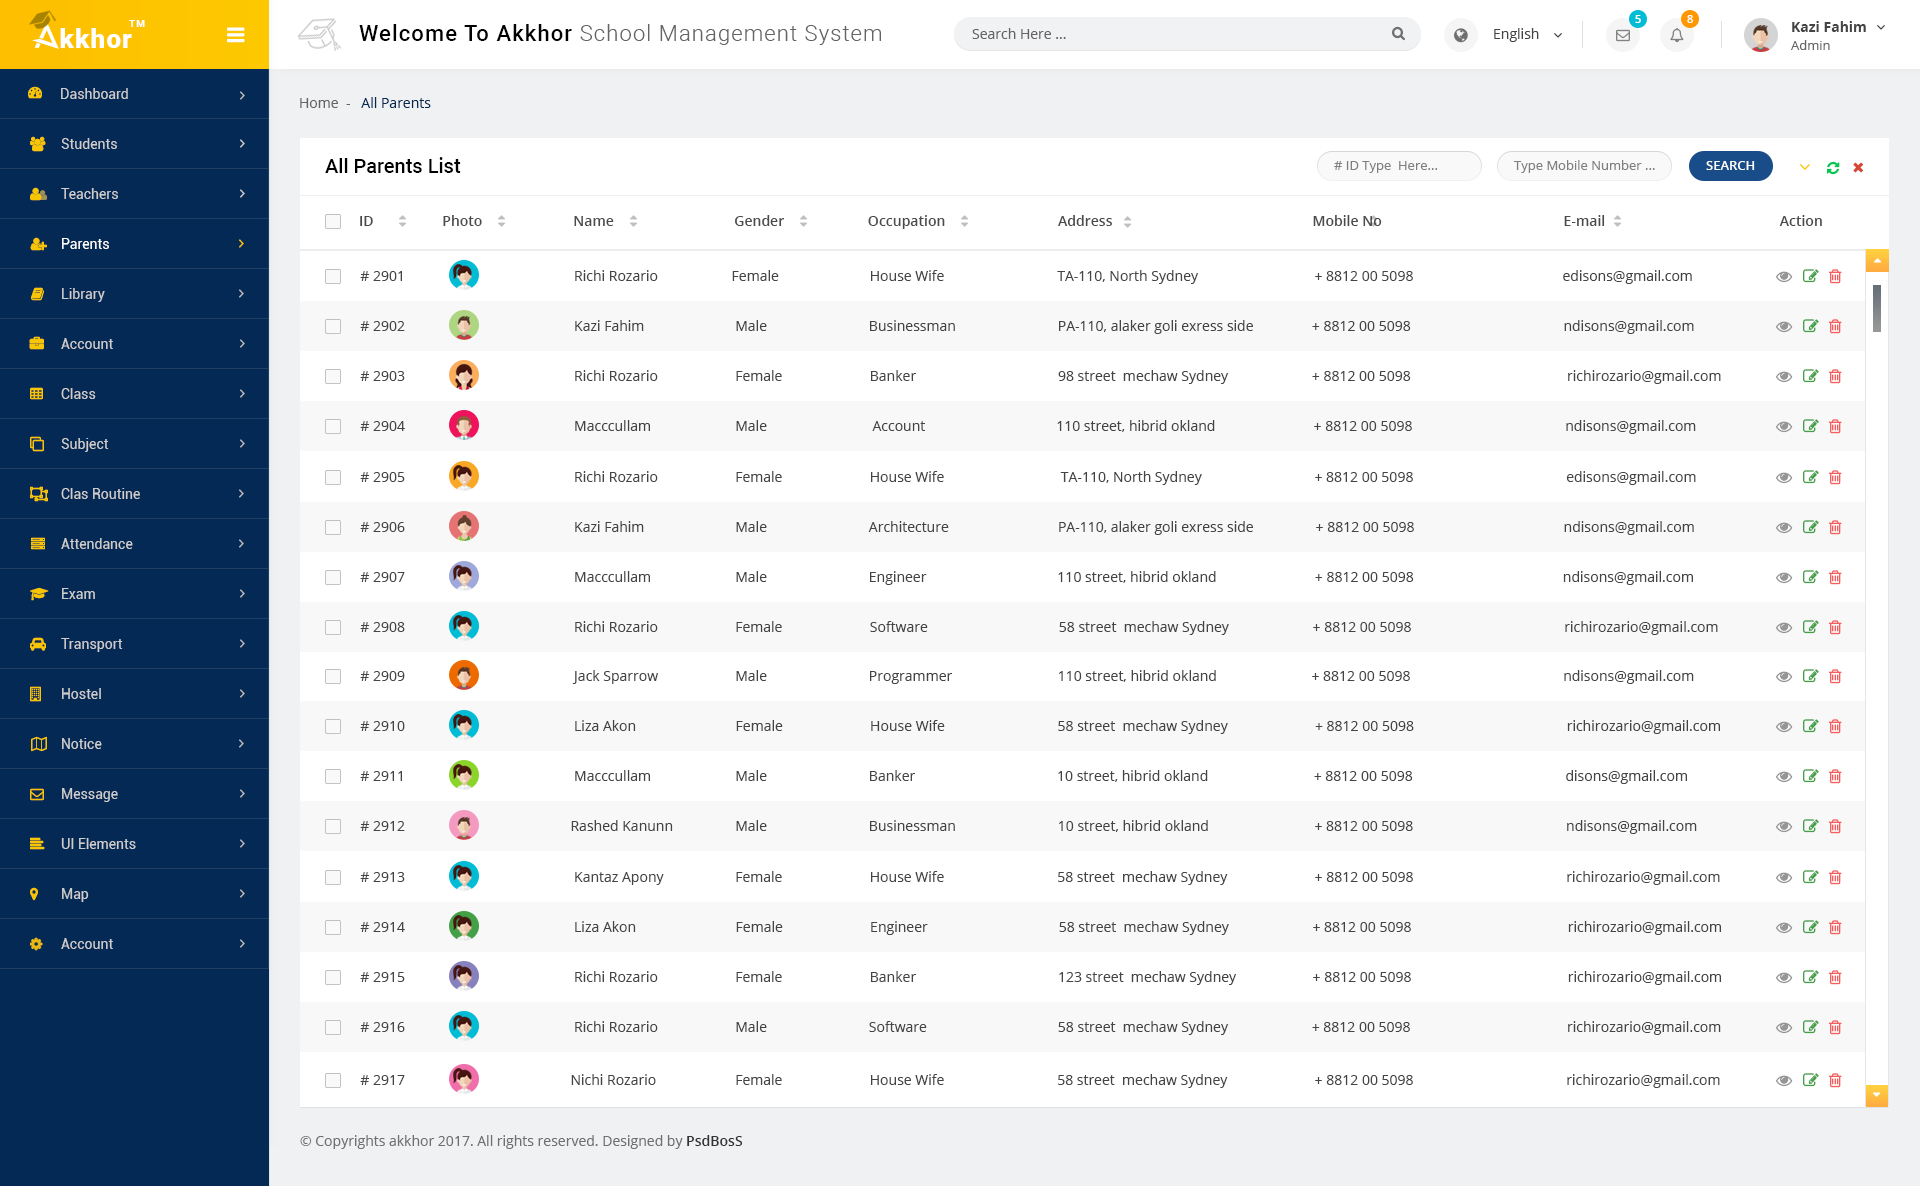 Akkhor TM
Welcome To Akkhor School Management System
Search Here ...
English
5
8
Kazi Fahim
Admin
Dashboard
Students
Teachers
Parents
Library
Account
Class
Subject
Clas Routine
Attendance
Exam
Transport
Hostel
Notice
Message
UI Elements
Map
Account
Home - All Parents
All Parents List
# ID Type Here...
Type Mobile Number ...
SEARCH
ID Photo Name Gender Occupation Address Mobile No E-mail Action
# 2901 Richi Rozario Female House Wife TA-110, North Sydney + 8812 00 5098 edisons@gmail.com
# 2902 Kazi Fahim Male Businessman PA-110, alaker goli exress side + 8812 00 5098 ndisons@gmail.com
# 2903 Richi Rozario Female Banker 98 street mechaw Sydney + 8812 00 5098 richirozario@gmail.com
# 2904 Macccullam Male Account 110 street, hibrid okland + 8812 00 5098 ndisons@gmail.com
# 2905 Richi Rozario Female House Wife TA-110, North Sydney + 8812 00 5098 edisons@gmail.com
# 2906 Kazi Fahim Male Architecture PA-110, alaker goli exress side + 8812 00 5098 ndisons@gmail.com
# 2907 Macccullam Male Engineer 110 street, hibrid okland + 8812 00 5098 ndisons@gmail.com
# 2908 Richi Rozario Female Software 58 street mechaw Sydney + 8812 00 5098 richirozario@gmail.com
# 2909 Jack Sparrow Male Programmer 110 street, hibrid okland + 8812 00 5098 ndisons@gmail.com
# 2910 Liza Akon Female House Wife 58 street mechaw Sydney + 8812 00 5098 richirozario@gmail.com
# 2911 Macccullam Male Banker 10 street, hibrid okland + 8812 00 5098 disons@gmail.com
# 2912 Rashed Kanunn Male Businessman 10 street, hibrid okland + 8812 00 5098 ndisons@gmail.com
# 2913 Kantaz Apony Female House Wife 58 street mechaw Sydney + 8812 00 5098 richirozario@gmail.com
# 2914 Liza Akon Female Engineer 58 street mechaw Sydney + 8812 00 5098 richirozario@gmail.com
# 2915 Richi Rozario Female Banker 123 street mechaw Sydney + 8812 00 5098 richirozario@gmail.com
# 2916 Richi Rozario Male Software 58 street mechaw Sydney + 8812 00 5098 richirozario@gmail.com
# 2917 Nichi Rozario Female House Wife 58 street mechaw Sydney + 8812 00 5098 richirozario@gmail.com
© Copyrights akkhor 2017. All rights reserved. Designed by PsdBosS